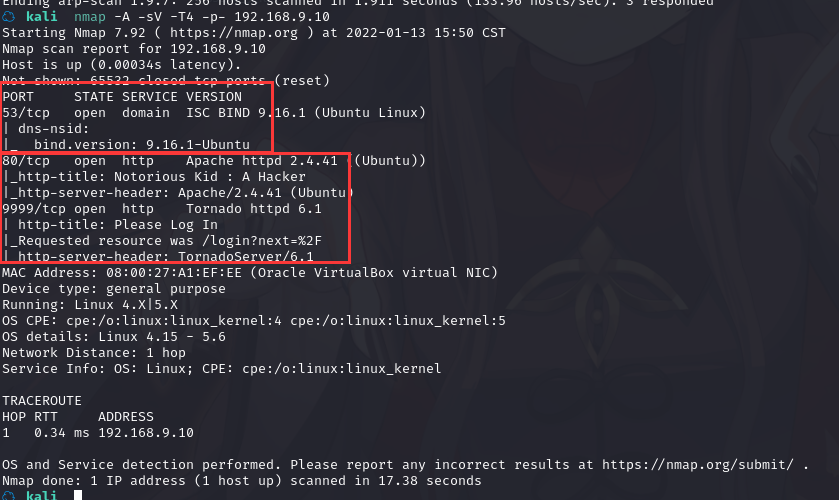 Ending arp-scan 1.9.7: 256 hosts scanned in 1.911 seconds (133.96 hosts/sec). 3 responded
kali nmap -A -sV -T4 -p- 192.168.9.10
Starting Nmap 7.92 ( https://nmap.org ) at 2022-01-13 15:50 CST
Nmap scan report for 192.168.9.10
Host is up (0.00034s latency).
Not shown: 65532 closed tcp ports (reset)
PORT     STATE SERVICE VERSION
53/tcp   open  domain  ISC BIND 9.16.1 (Ubuntu Linux)
| dns-nsid:
|_  bind.version: 9.16.1-Ubuntu
80/tcp   open  http    Apache httpd 2.4.41 ((Ubuntu))
|_http-title: Notorious Kid : A Hacker
|_http-server-header: Apache/2.4.41 (Ubuntu)
9999/tcp open  http    Tornado httpd 6.1
| http-title: Please Log In
|_Requested resource was /login?next=%2F
|_http-server-header: TornadoServer/6.1
MAC Address: 08:00:27:A1:EF:EE (Oracle VirtualBox virtual NIC)
Device type: general purpose
Running: Linux 4.X|5.X
OS CPE: cpe:/o:linux:linux_kernel:4 cpe:/o:linux:linux_kernel:5
OS details: Linux 4.15 - 5.6
Network Distance: 1 hop
Service Info: OS: Linux; CPE: cpe:/o:linux:linux_kernel
TRACEROUTE
HOP RTT     ADDRESS
1   0.34 ms 192.168.9.10
OS and Service detection performed. Please report any incorrect results at https://nmap.org/submit/ .
Nmap done: 1 IP address (1 host up) scanned in 17.38 seconds
kali